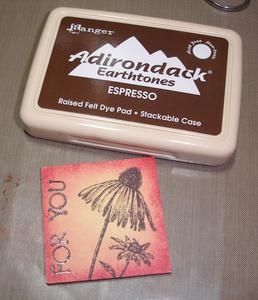 Ranger
Adirondack®
Earthtones
ESPRESSO
Raised Felt Dye Pad • Stackable Case
FOR YOU